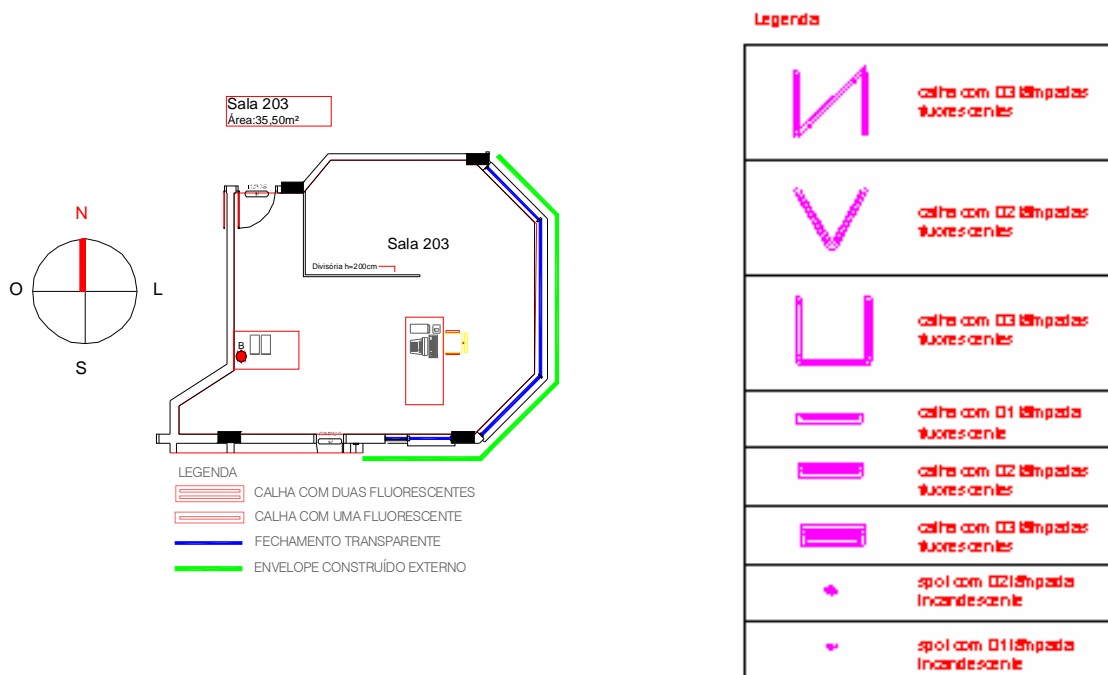 Sala 203
Área:35,50m²
N
O
L
S
Sala 203
Divisória h=200cm
B
LEGENDA
CALHA COM DUAS FLUORESCENTES
CALHA COM UMA FLUORESCENTE
FECHAMENTO TRANSPARENTE
ENVELOPE CONSTRUÍDO EXTERNO
Legenda
calha com 03 lâmpadas
fluorescentes
calha com 02 lâmpadas
fluorescentes
calha com 03 lâmpadas
fluorescentes
calha com 01 lâmpada
fluorescente
calha com 02 lâmpadas
fluorescentes
calha com 03 lâmpadas
fluorescentes
spot com 02 lâmpada
incandescente
spot com 01 lâmpada
incandescente